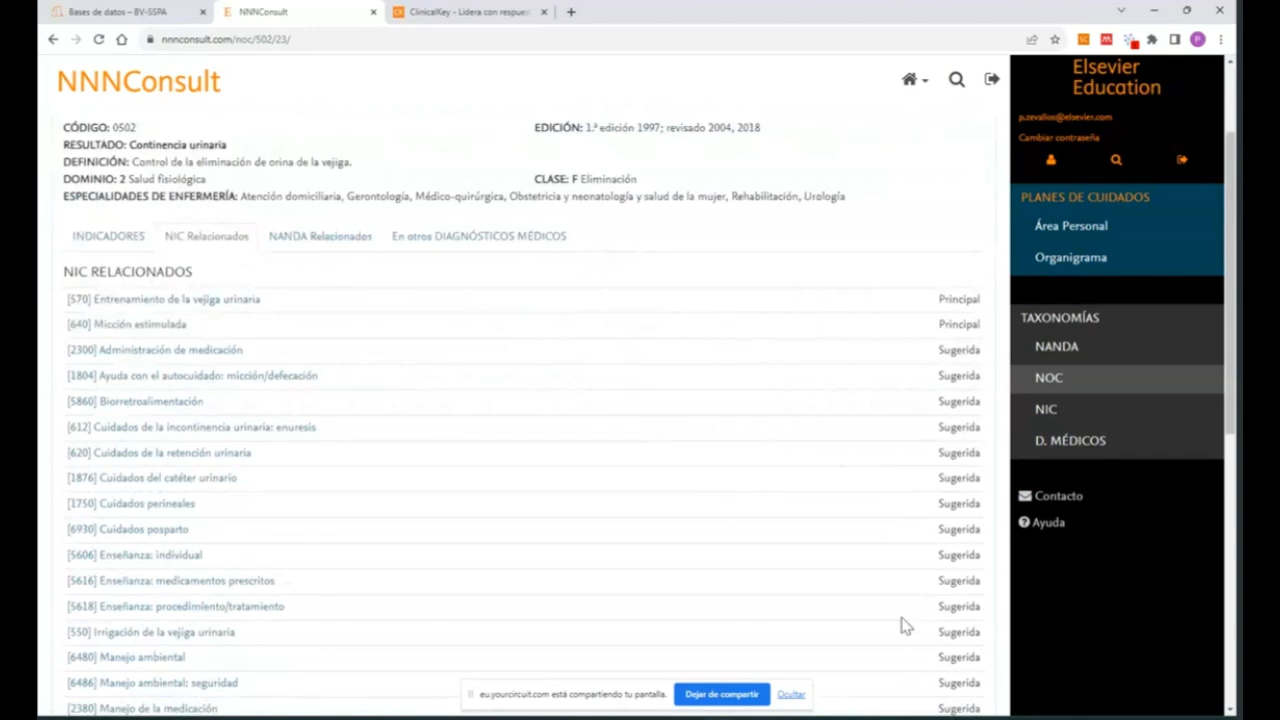 Bases de datos – BV-SSPA
NNNConsult
ClinicalKey - Lidera con respues
nnnconsult.com/noc/502/23/
NNNConsult
CÓDIGO: 0502
EDICIÓN: 1.ª edición 1997; revisado 2004, 2018
RESULTADO: Continencia urinaria
DEFINICIÓN: Control de la eliminación de orina de la vejiga.
DOMINIO: 2 Salud fisiológica
CLASE: F Eliminación
ESPECIALIDADES DE ENFERMERÍA: Atención domiciliaria, Gerontología, Médico-quirúrgica, Obstetricia y neonatología y salud de la mujer, Rehabilitación, Urología
INDICADORES
NIC Relacionados
NANDA Relacionados
En otros DIAGNÓSTICOS MÉDICOS
NIC RELACIONADOS
[570] Entrenamiento de la vejiga urinaria Principal
[640] Micción estimulada Principal
[2300] Administración de medicación Sugerida
[1804] Ayuda con el autocuidado: micción/defecación Sugerida
[5860] Biorretroalimentación Sugerida
[612] Cuidados de la incontinencia urinaria: enuresis Sugerida
[620] Cuidados de la retención urinaria Sugerida
[1876] Cuidados del catéter urinario Sugerida
[1750] Cuidados perineales Sugerida
[6930] Cuidados posparto Sugerida
[5606] Enseñanza: individual Sugerida
[5616] Enseñanza: medicamentos prescritos Sugerida
[5618] Enseñanza: procedimiento/tratamiento Sugerida
[550] Irrigación de la vejiga urinaria Sugerida
[6480] Manejo ambiental Sugerida
[6486] Manejo ambiental: seguridad Sugerida
[2380] Manejo de la medicación Sugerida
Elsevier
Education
p.zevallos@elsevier.com
Cambiar contraseña
PLANES DE CUIDADOS
Área Personal
Organigrama
TAXONOMÍAS
NANDA
NOC
NIC
D. MÉDICOS
Contacto
Ayuda
eu.yourcircuit.com está compartiendo tu pantalla.
Dejar de compartir
Ocultar